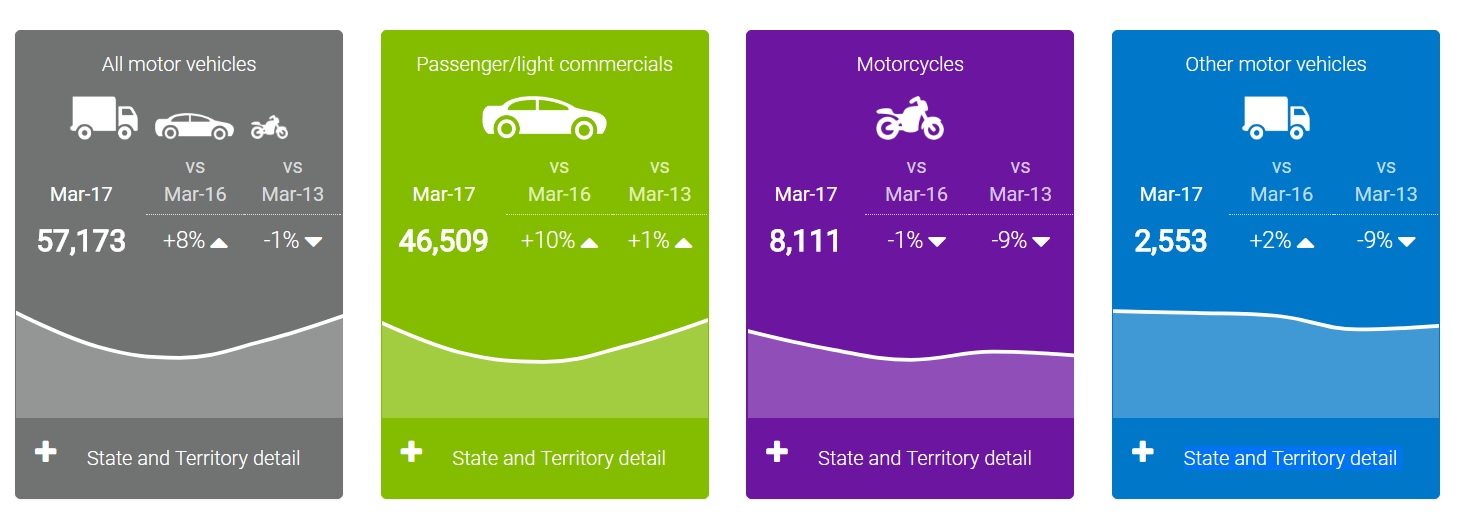 All motor vehicles
vs vs
Mar-17 Mar-16 Mar-13
57,173 +8% -1%
State and Territory detail
Passenger/light commercials
vs vs
Mar-17 Mar-16 Mar-13
46,509 +10% +1%
State and Territory detail
Motorcycles
vs vs
Mar-17 Mar-16 Mar-13
8,111 -1% -9%
State and Territory detail
Other motor vehicles
vs vs
Mar-17 Mar-16 Mar-13
2,553 +2% -9%
State and Territory detail